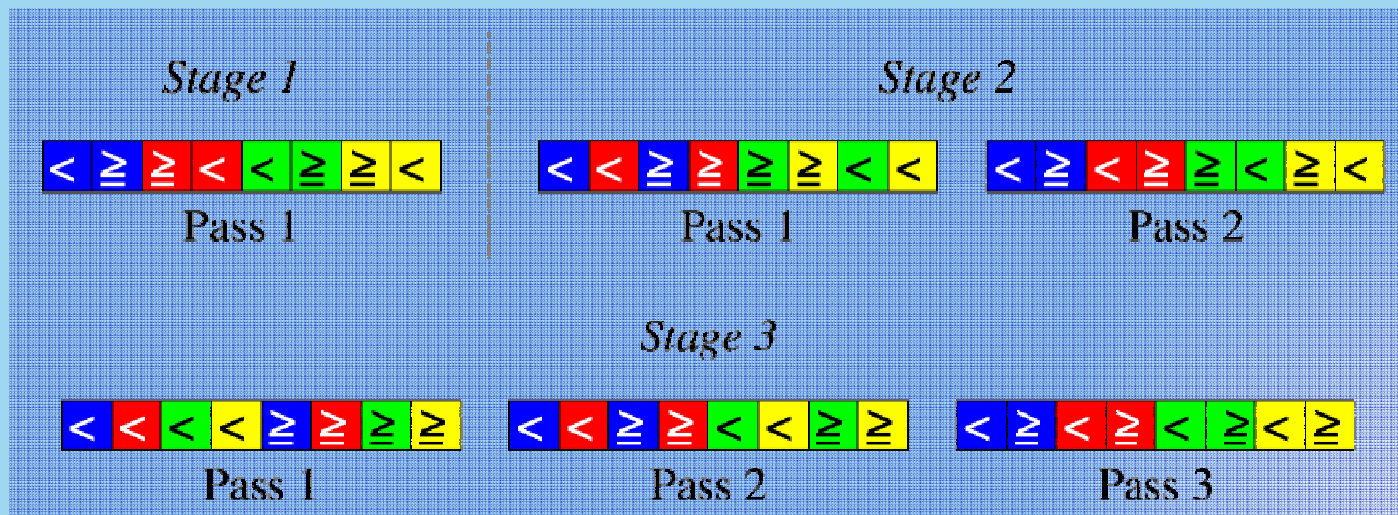 Stage 1
< ≧ ≧ < < ≧ ≧ <
Pass 1
Stage 2
< < ≧ ≧ ≧ ≧ < <
Pass 1
< ≧ < ≧ ≧ < ≧ <
Pass 2
Stage 3
< < < < ≧ ≧ ≧ ≧
Pass 1
< < ≧ ≧ < < ≧ ≧
Pass 2
< ≧ < ≧ < ≧ < ≧
Pass 3